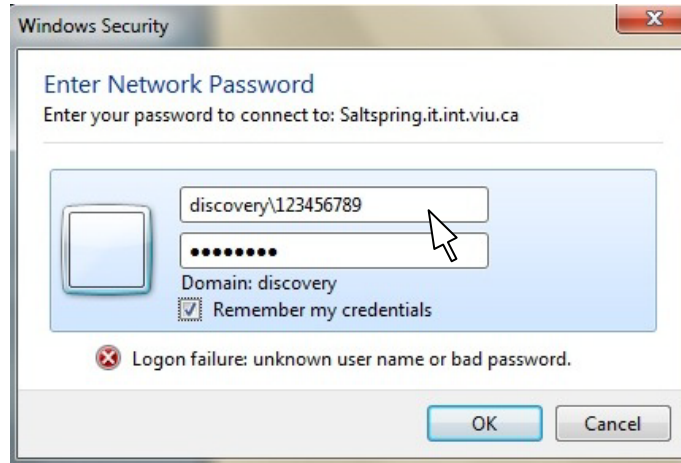 Windows Security
Enter Network Password
Enter your password to connect to: Saltspring.it.int.viu.ca
discovery\123456789
●●●●●●●●
Domain: discovery
Remember my credentials
Logon failure: unknown user name or bad password.
OK
Cancel